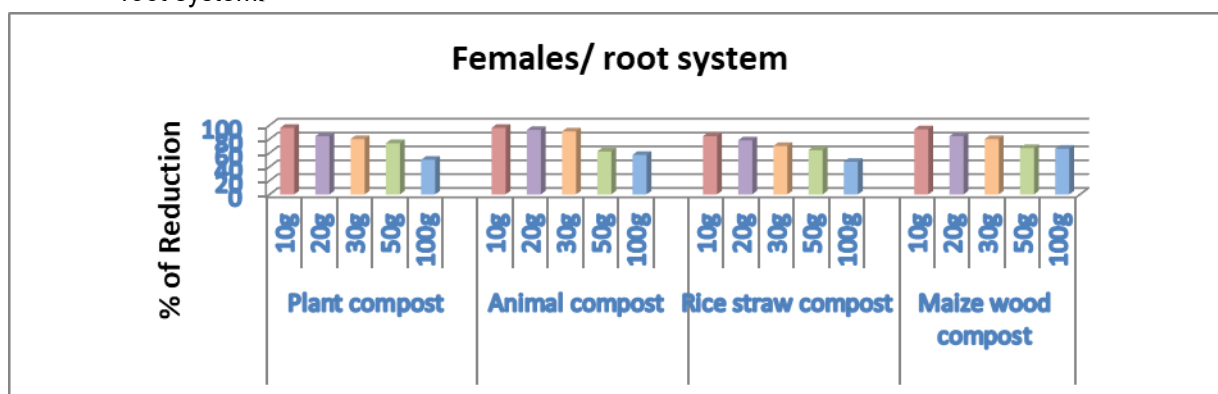 root systems
Females/ root system
% of Reduction
100
80
60
40
20
0
10g 20g 30g 50g 100g 10g 20g 30g 50g 100g 10g 20g 30g 50g 100g 10g 20g 30g 50g 100g
Plant compost Animal compost Rice straw compost Maize wood
compost